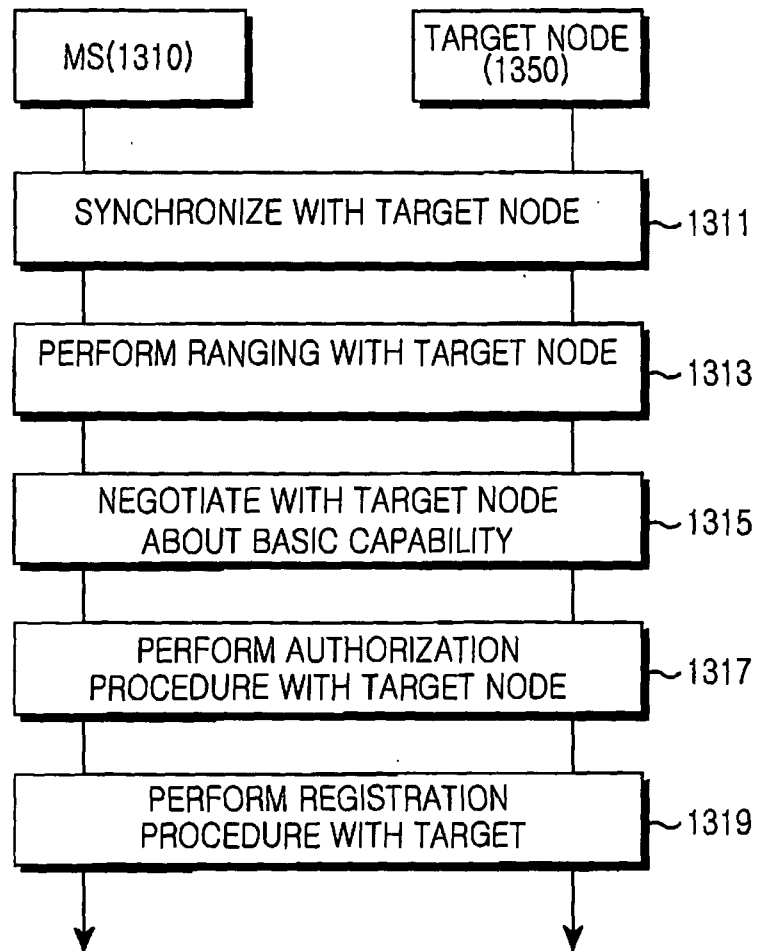 MS(1310)
TARGET NODE
(1350)
SYNCHRONIZE WITH TARGET NODE
1311
PERFORM RANGING WITH TARGET NODE
1313
NEGOTIATE WITH TARGET NODE
ABOUT BASIC CAPABILITY
1315
PERFORM AUTHORIZATION
PROCEDURE WITH TARGET NODE
1317
PERFORM REGISTRATION
PROCEDURE WITH TARGET
1319